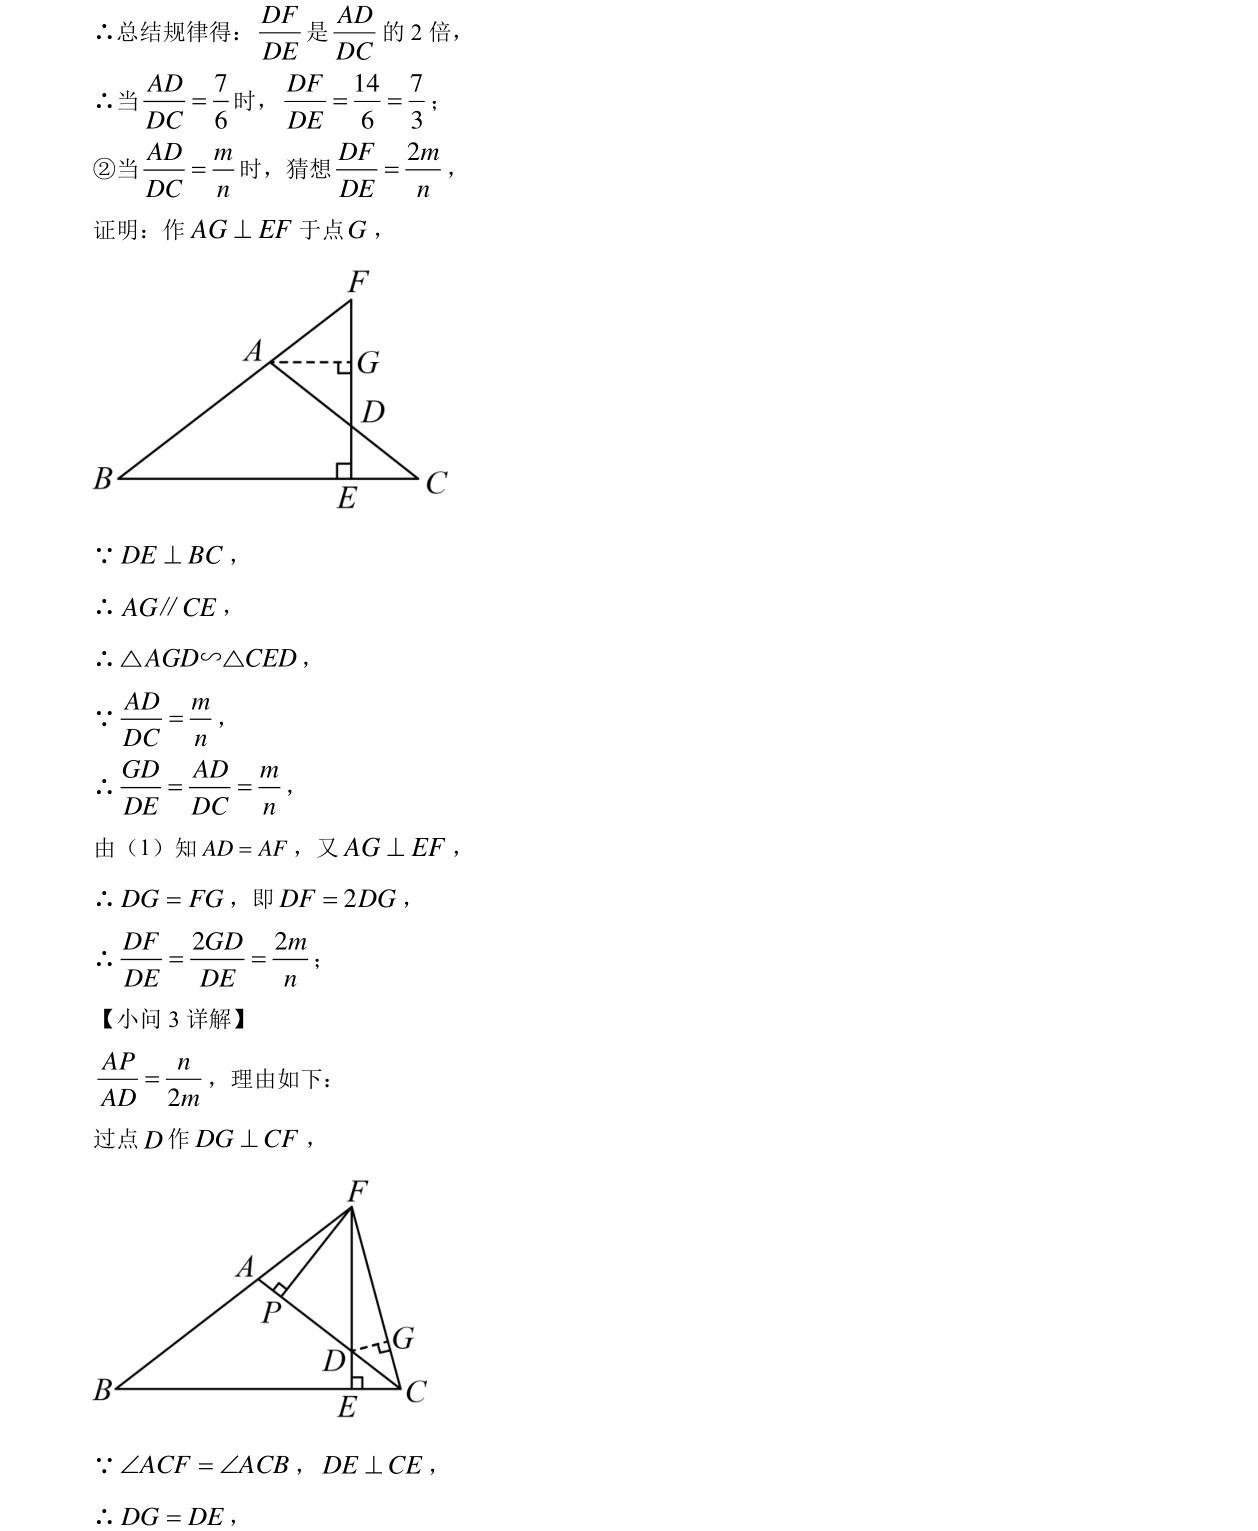 ∴总结规律得：DF/DE 是 AD/DC 的 2 倍，
∴当 AD/DC = 7/6 时，DF/DE = 14/6 = 7/3；
②当 AD/DC = m/n 时，猜想 DF/DE = 2m/n，
证明：作 AG⊥EF 于点 G，
F
A
G
D
B
E
C
∵ DE⊥BC，
∴ AG∥CE，
∴ △AGD∽△CED，
∵ AD/DC = m/n，
∴ GD/DE = AD/DC = m/n，
由（1）知 AD = AF，又 AG⊥EF，
∴ DG = FG，即 DF = 2DG，
∴ DF/DE = 2GD/DE = 2m/n；
【小问 3 详解】
AP/AD = n/2m，理由如下：
过点 D 作 DG⊥CF，
F
A
P
G
D
B
E
C
∵ ∠ACF = ∠ACB，DE⊥CE，
∴ DG = DE，